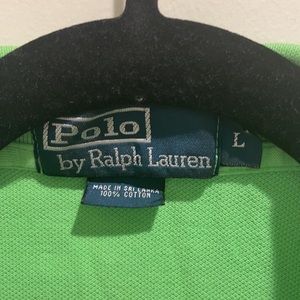 Polo
by Ralph Lauren
L
MADE IN SRI LANKA
100% COTTON